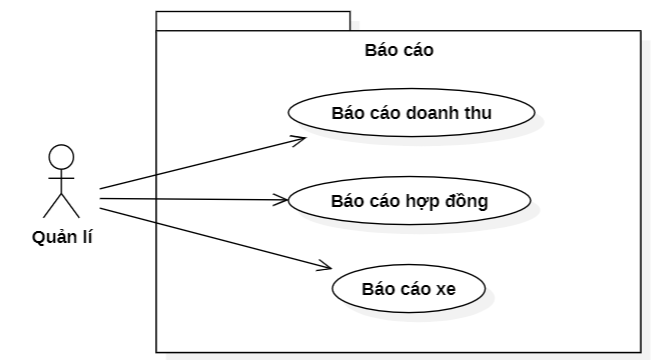 Báo cáo
Báo cáo doanh thu
Báo cáo hợp đồng
Quản lí
Báo cáo xe